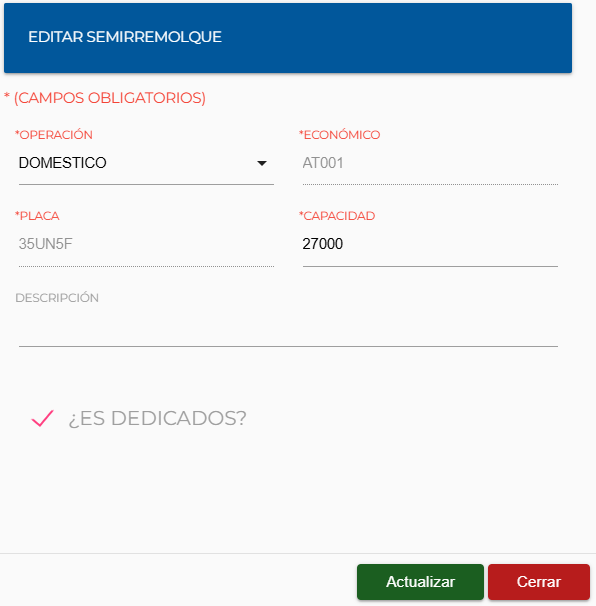 EDITAR SEMIRREMOLQUE
* (CAMPOS OBLIGATORIOS)
*OPERACIÓN *ECONÓMICO
DOMESTICO AT001
*PLACA *CAPACIDAD
35UN5F 27000
DESCRIPCIÓN
¿ES DEDICADOS?
Actualizar Cerrar